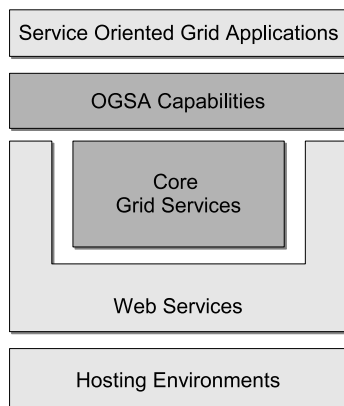 Service Oriented Grid Applications
OGSA Capabilities
Core
Grid Services
Web Services
Hosting Environments